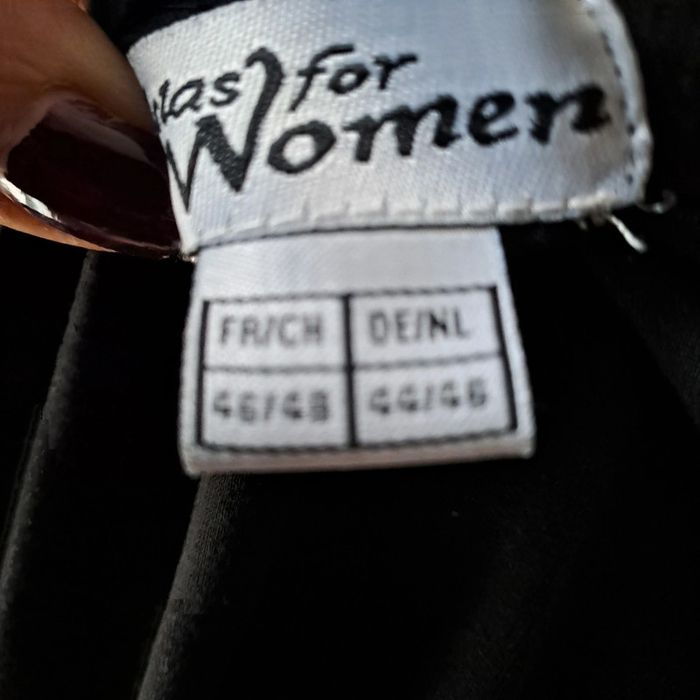 for
Women
FR/CH DE/NL
46/48 44/46